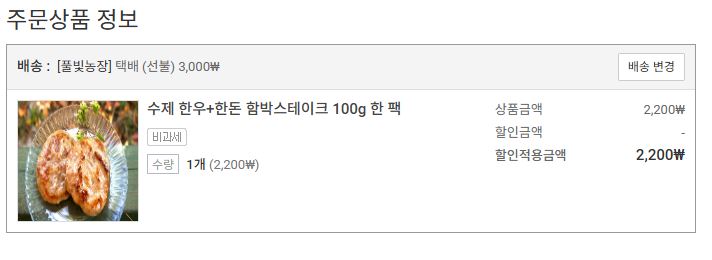 주문상품 정보
배송 : [풀빛농장] 택배 (선불) 3,000₩ 배송 변경
수제 한우+한돈 함박스테이크 100g 한 팩
비과세
수량 1개 (2,200₩)
상품금액 2,200₩
할인금액 -
할인적용금액 2,200₩